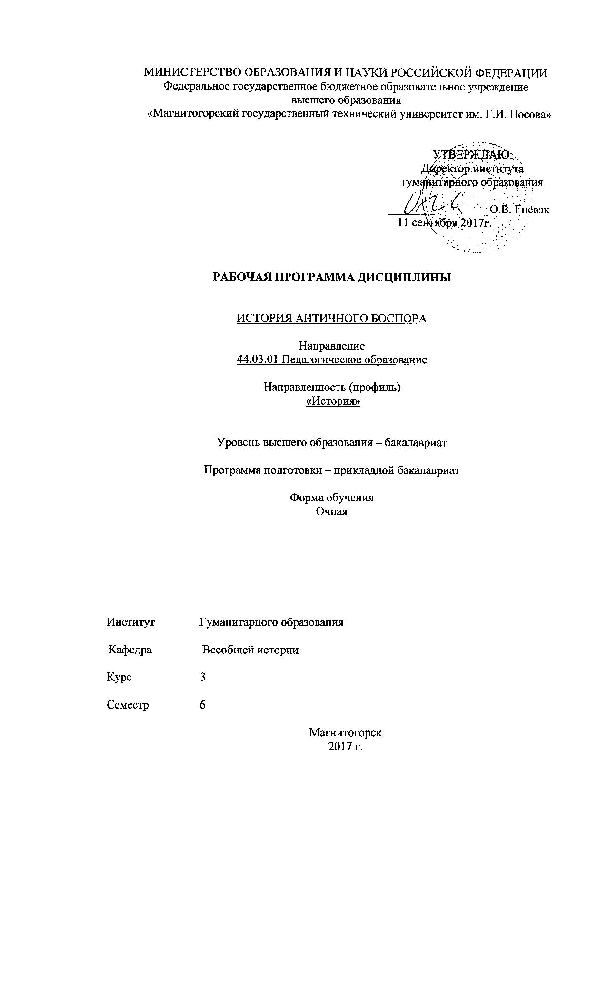 МИНИСТЕРСТВО ОБРАЗОВАНИЯ И НАУКИ РОССИЙСКОЙ ФЕДЕРАЦИИ
Федеральное государственное бюджетное образовательное учреждение
высшего образования
«Магнитогорский государственный технический университет им. Г.И. Носова»
УТВЕРЖДАЮ:
Директор института
гуманитарного образования
О.В. Гневэк
11 сентября 2017г.
РАБОЧАЯ ПРОГРАММА ДИСЦИПЛИНЫ
ИСТОРИЯ АНТИЧНОГО БОСПОРА
Направление
44.03.01 Педагогическое образование
Направленность (профиль)
«История»
Уровень высшего образования – бакалавриат
Программа подготовки – прикладной бакалавриат
Форма обучения
Очная
Институт Гуманитарного образования
Кафедра Всеобщей истории
Курс 3
Семестр 6
Магнитогорск
2017 г.